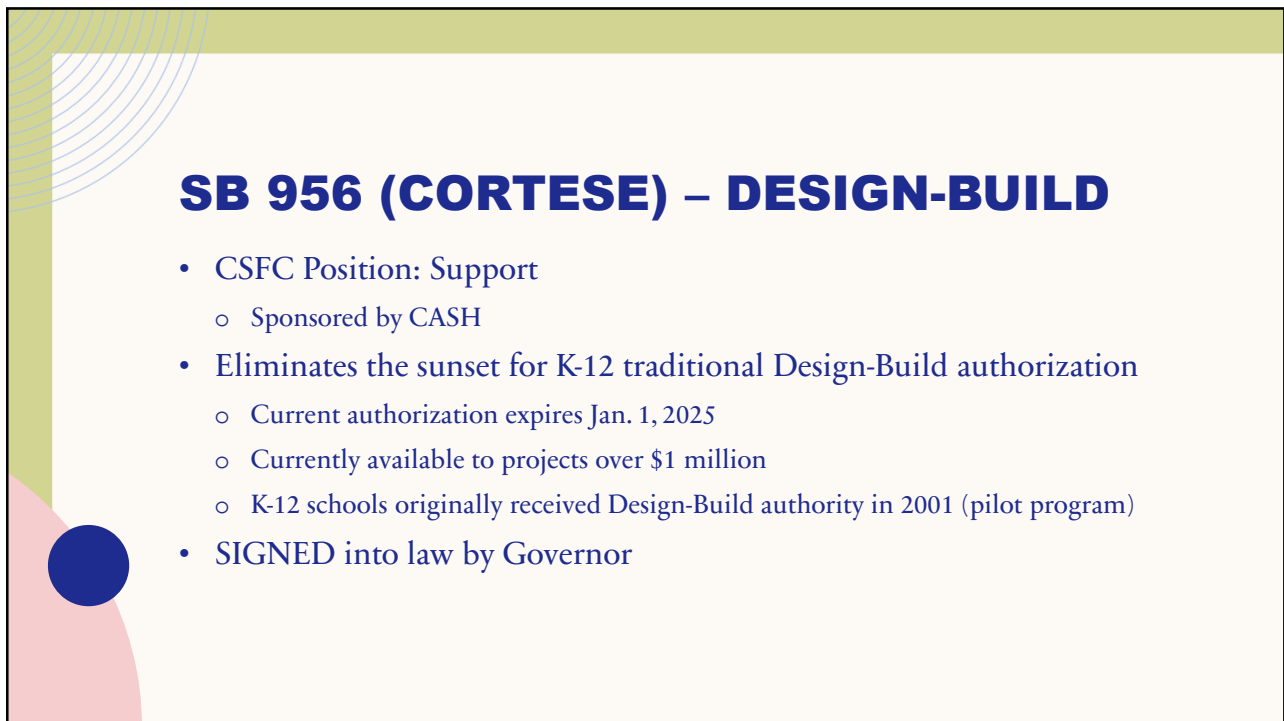 SB 956 (CORTESE) – DESIGN-BUILD
• CSFC Position: Support
o Sponsored by CASH
• Eliminates the sunset for K-12 traditional Design-Build authorization
o Current authorization expires Jan. 1, 2025
o Currently available to projects over $1 million
o K-12 schools originally received Design-Build authority in 2001 (pilot program)
• SIGNED into law by Governor